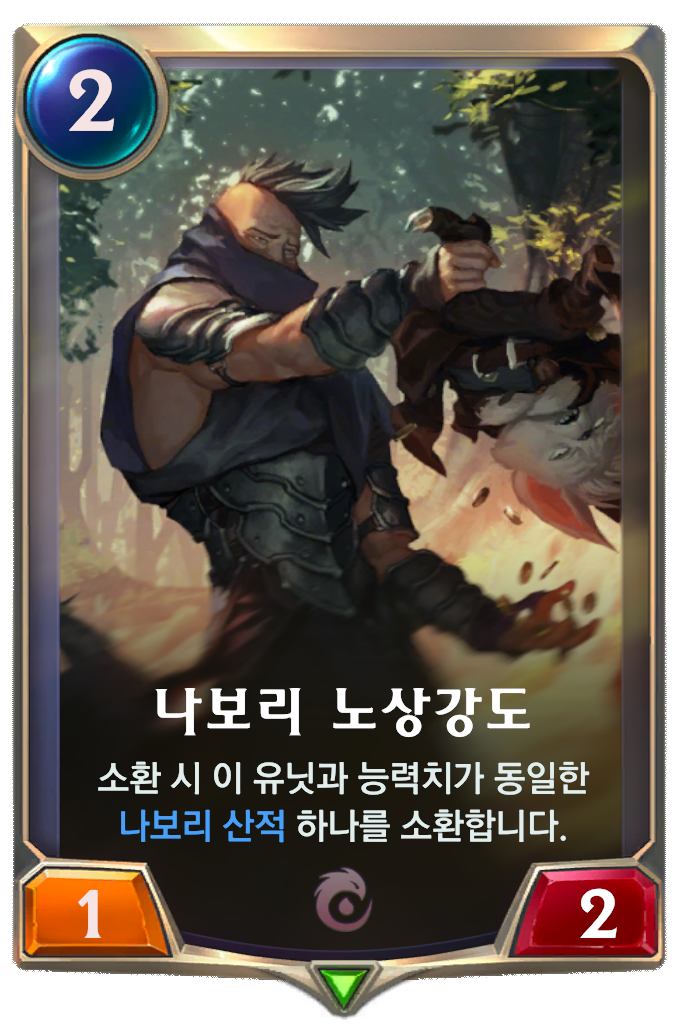 2
나보리 노상강도
소환 시 이 유닛과 능력치가 동일한
나보리 산적 하나를 소환합니다.
1
2